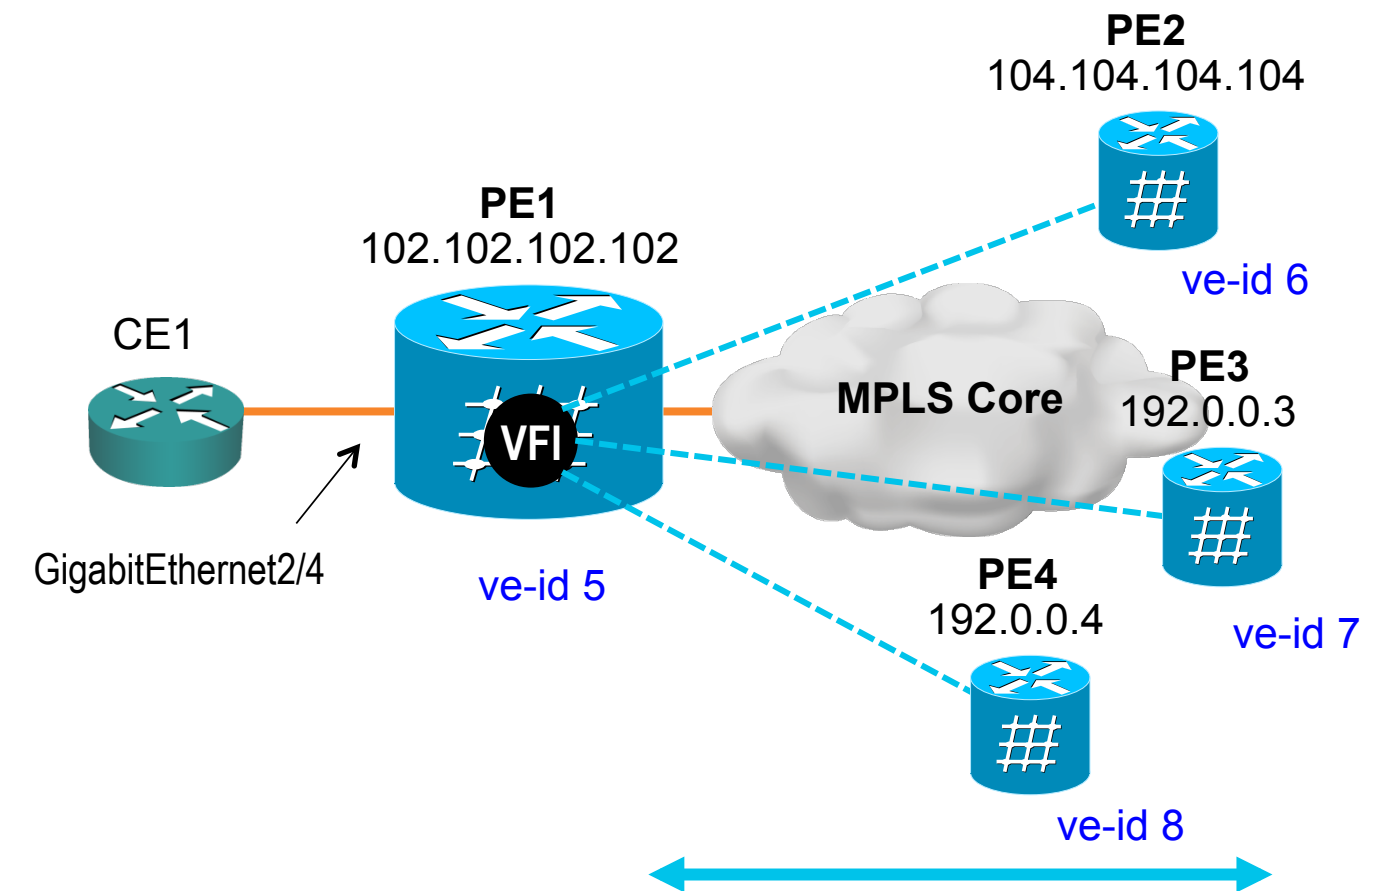 PE2
104.104.104.104
ve-id 6
PE1
102.102.102.102
CE1
VFI
MPLS Core
PE3
192.0.0.3
GigabitEthernet2/4
ve-id 5
PE4
192.0.0.4
ve-id 7
ve-id 8